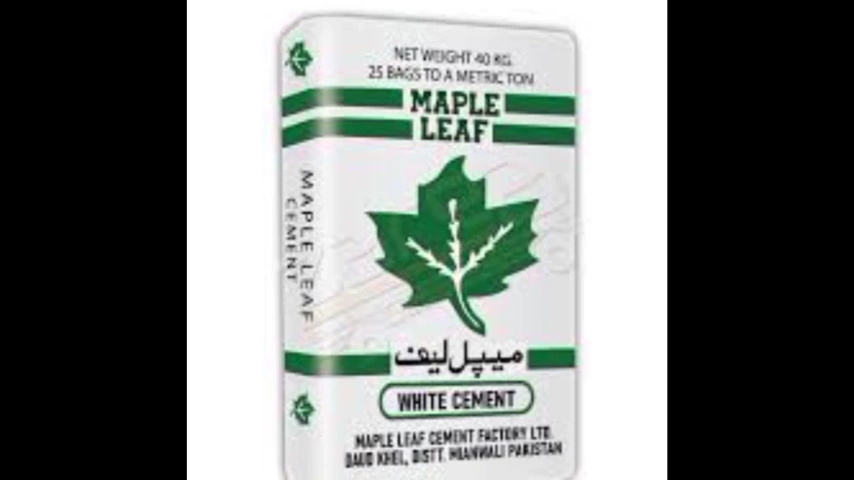 NET WEIGHT 40 KG.
25 BAGS TO A METRIC TON
MAPLE
LEAF
MAPLE LEAF
CEMENT
میپل لیف
WHITE CEMENT
MAPLE LEAF CEMENT FACTORY LTD.
DAUD KHEL, DISTT. MIANWALI PAKISTAN